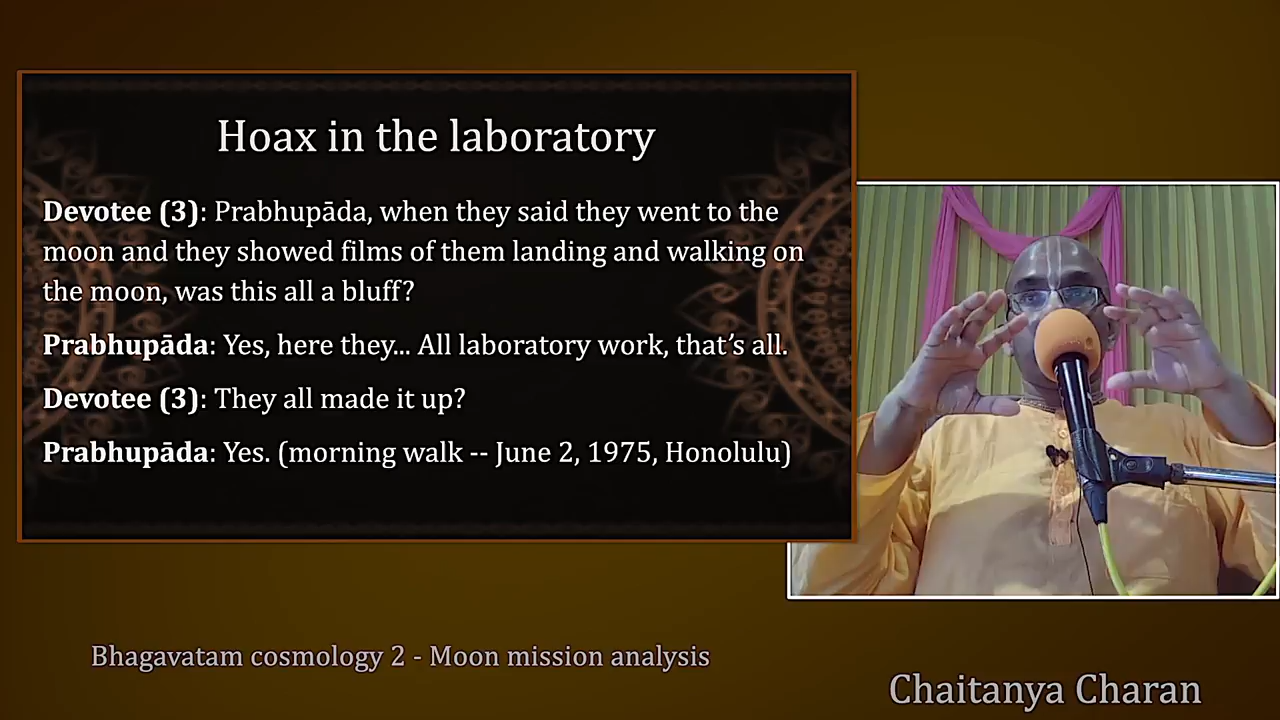 Hoax in the laboratory
Devotee (3): Prabhupāda, when they said they went to the
moon and they showed films of them landing and walking on
the moon, was this all a bluff?
Prabhupāda: Yes, here they... All laboratory work, that’s all.
Devotee (3): They all made it up?
Prabhupāda: Yes. (morning walk -- June 2, 1975, Honolulu)
Bhagavatam cosmology 2 - Moon mission analysis
Chaitanya Charan